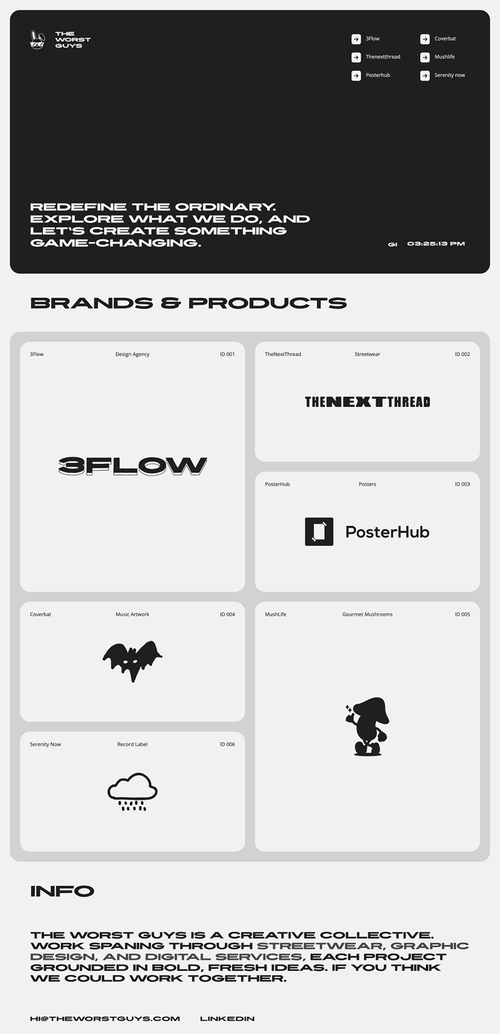 THE
WORST
GUYS
3Flow
Coverbat
Thenextthread
Mushlife
Posterhub
Serenity now
REDEFINE THE ORDINARY.
EXPLORE WHAT WE DO, AND
LET'S CREATE SOMETHING
GAME-CHANGING.
GI 03:25:13 PM
BRANDS & PRODUCTS
3Flow Design Agency ID 001
3FLOW
TheNextThread Streetwear ID 002
THENEXTTHREAD
PosterHub Posters ID 003
PosterHub
Coverbat Music Artwork ID 004
MushLife Gourmet Mushrooms ID 005
Serenity Now Record Label ID 006
INFO
THE WORST GUYS IS A CREATIVE COLLECTIVE.
WORK SPANING THROUGH STREETWEAR, GRAPHIC
DESIGN, AND DIGITAL SERVICES, EACH PROJECT
GROUNDED IN BOLD, FRESH IDEAS. IF YOU THINK
WE COULD WORK TOGETHER.
HI@THEWORSTGUYS.COM LINKEDIN